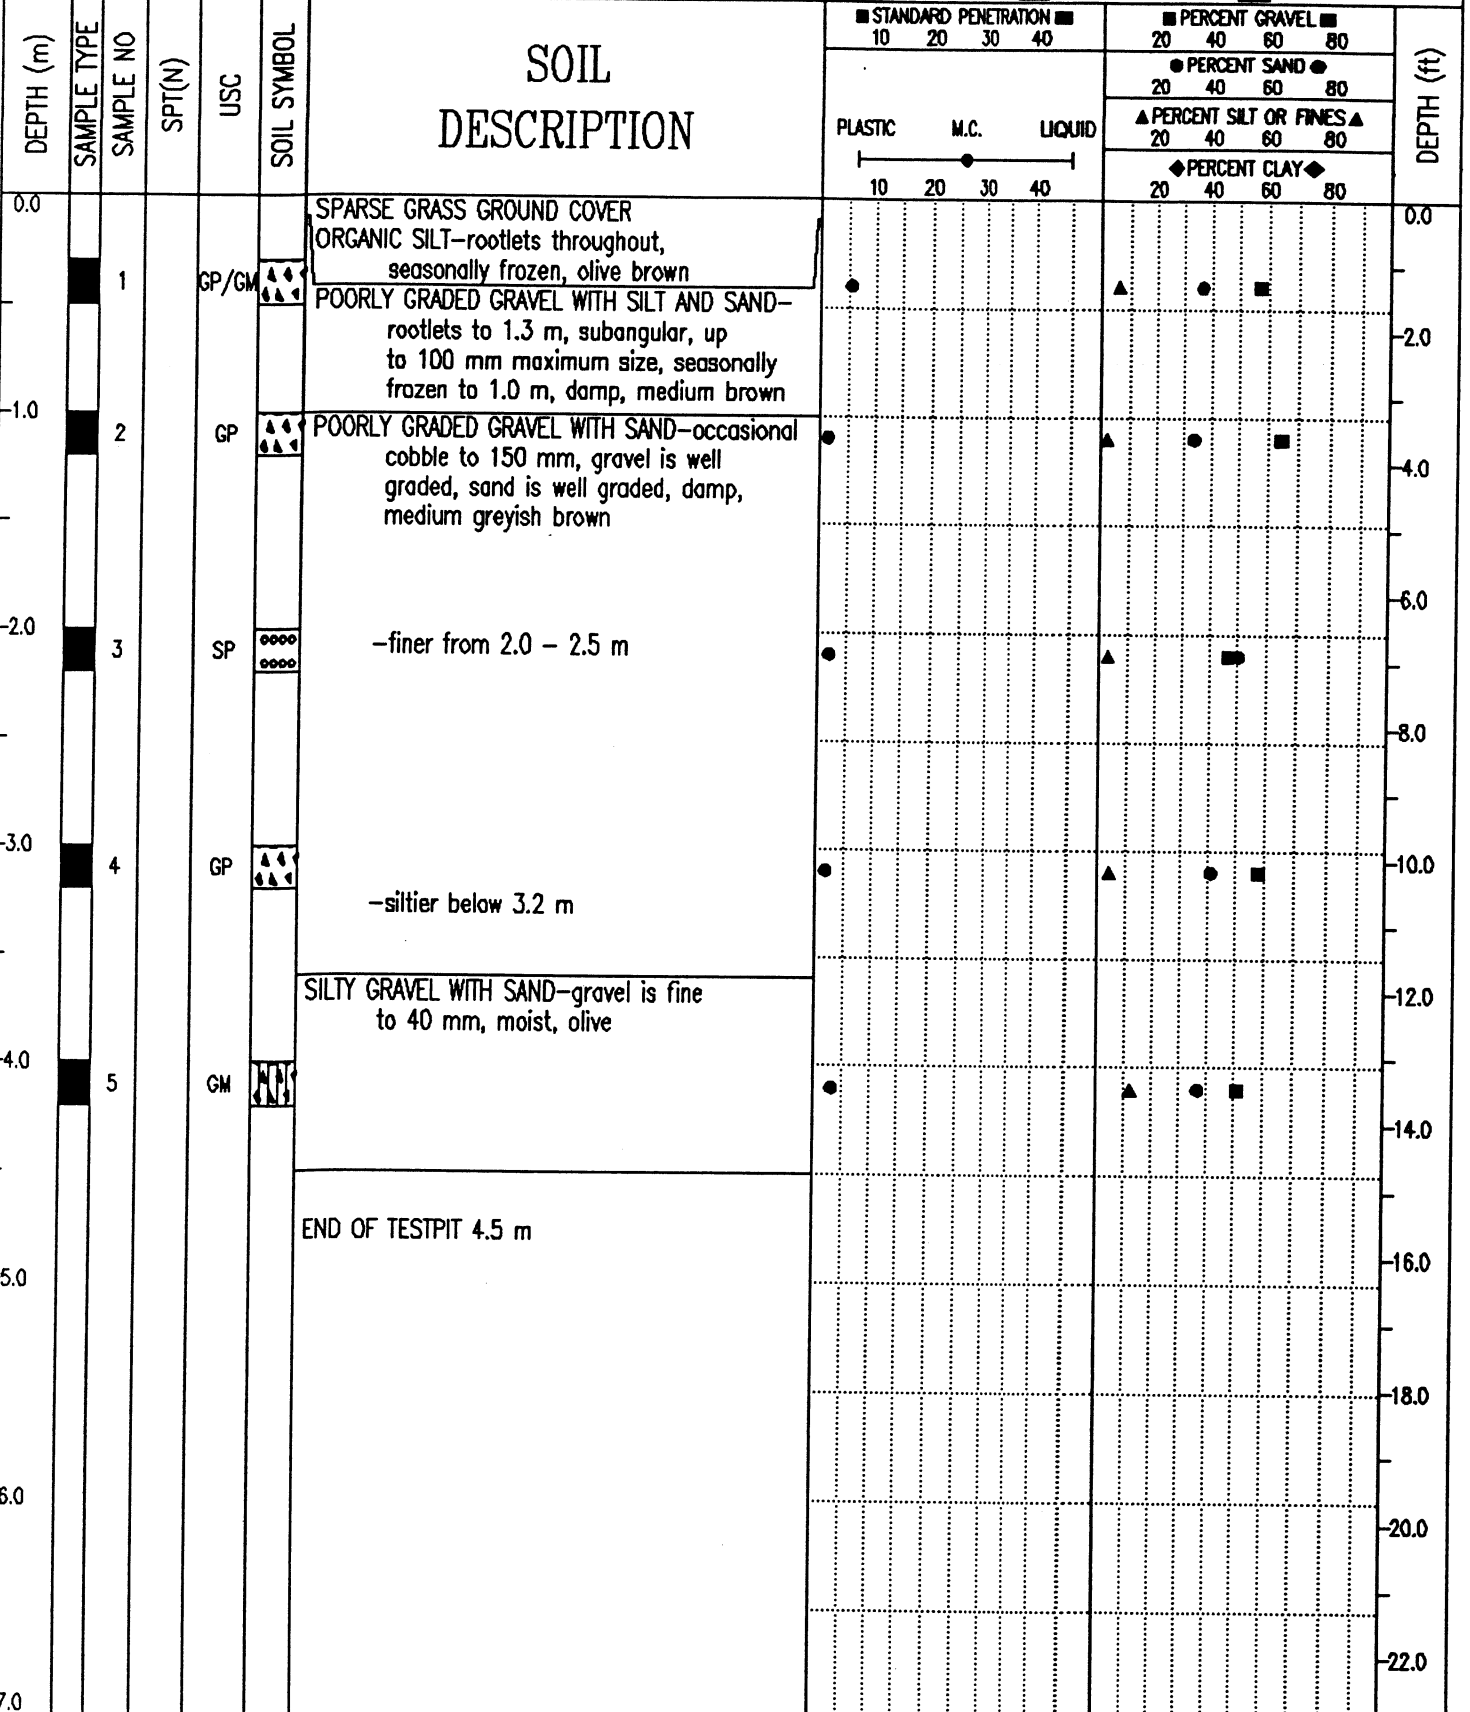 DEPTH (m)
SAMPLE TYPE
SAMPLE NO
SPT(N)
USC
SOIL SYMBOL
SOIL
DESCRIPTION
■ STANDARD PENETRATION ■
10 20 30 40
PLASTIC M.C. LIQUID
10 20 30 40
■ PERCENT GRAVEL ■
20 40 60 80
● PERCENT SAND ●
20 40 60 80
▲ PERCENT SILT OR FINES ▲
20 40 60 80
◆ PERCENT CLAY ◆
20 40 60 80
DEPTH (ft)
0.0
SPARSE GRASS GROUND COVER
0.0
ORGANIC SILT–rootlets throughout,
seasonally frozen, olive brown
1 GP/GM
POORLY GRADED GRAVEL WITH SILT AND SAND–
rootlets to 1.3 m, subangular, up
2.0
to 100 mm maximum size, seasonally
frozen to 1.0 m, damp, medium brown
-1.0
2 GP
POORLY GRADED GRAVEL WITH SAND–occasional
cobble to 150 mm, gravel is well
4.0
graded, sand is well graded, damp,
medium greyish brown
6.0
-2.0
3 SP
–finer from 2.0 – 2.5 m
8.0
-3.0
4 GP
10.0
–siltier below 3.2 m
SILTY GRAVEL WITH SAND–gravel is fine
12.0
to 40 mm, moist, olive
4.0
5 GM
14.0
END OF TESTPIT 4.5 m
16.0
5.0
18.0
6.0
20.0
22.0
7.0